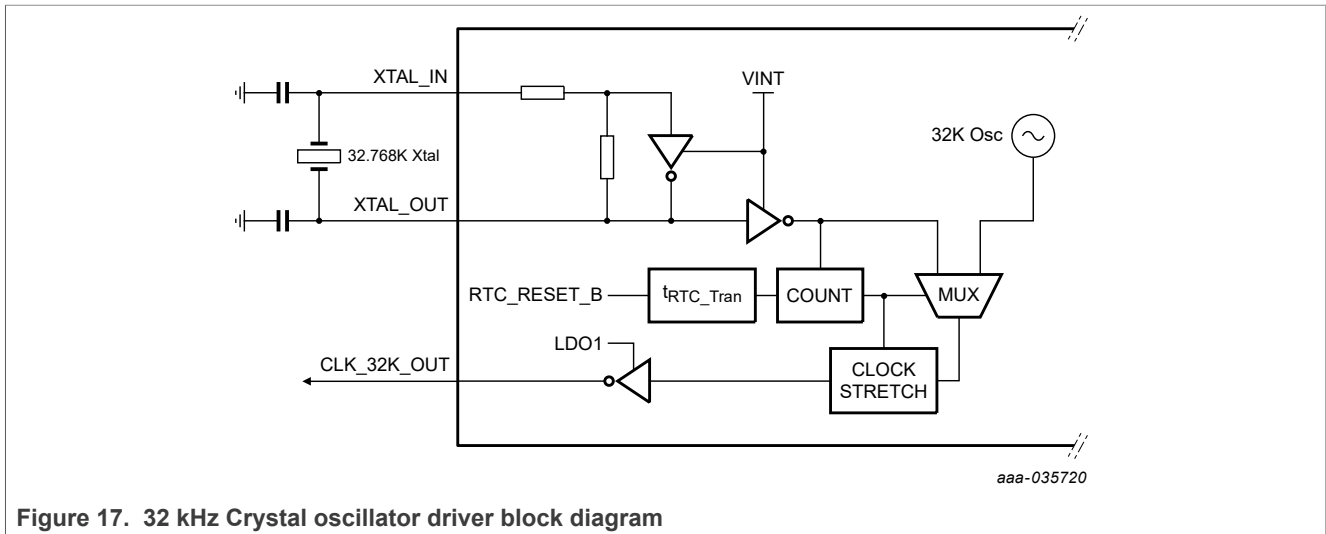 XTAL_IN
VINT
32K Osc
32.768K Xtal
XTAL_OUT
RTC_RESET_B
tRTC_Tran
COUNT
MUX
LDO1
CLK_32K_OUT
CLOCK
STRETCH
aaa-035720
Figure 17. 32 kHz Crystal oscillator driver block diagram